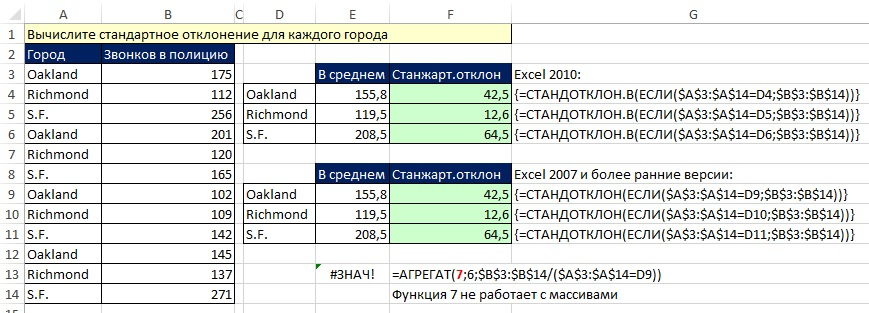 A B C D E F G
1 Вычислите стандартное отклонение для каждого города
2 Город Звонков в полицию
3 Oakland 175 В среднем Станжарт.отклон Excel 2010:
4 Richmond 112 Oakland 155,8 42,5 {=СТАНДОТКЛОН.В(ЕСЛИ($A$3:$A$14=D4;$B$3:$B$14))}
5 S.F. 256 Richmond 119,5 12,6 {=СТАНДОТКЛОН.В(ЕСЛИ($A$3:$A$14=D5;$B$3:$B$14))}
6 Oakland 201 S.F. 208,5 64,5 {=СТАНДОТКЛОН.В(ЕСЛИ($A$3:$A$14=D6;$B$3:$B$14))}
7 Richmond 120
8 S.F. 165 В среднем Станжарт.отклон Excel 2007 и более ранние версии:
9 Oakland 102 Oakland 155,8 42,5 {=СТАНДОТКЛОН(ЕСЛИ($A$3:$A$14=D9;$B$3:$B$14))}
10 Richmond 109 Richmond 119,5 12,6 {=СТАНДОТКЛОН(ЕСЛИ($A$3:$A$14=D10;$B$3:$B$14))}
11 S.F. 142 S.F. 208,5 64,5 {=СТАНДОТКЛОН(ЕСЛИ($A$3:$A$14=D11;$B$3:$B$14))}
12 Oakland 145
13 Richmond 137 #ЗНАЧ! =АГРЕГАТ(7;6;$B$3:$B$14/($A$3:$A$14=D9))
14 S.F. 271 Функция 7 не работает с массивами